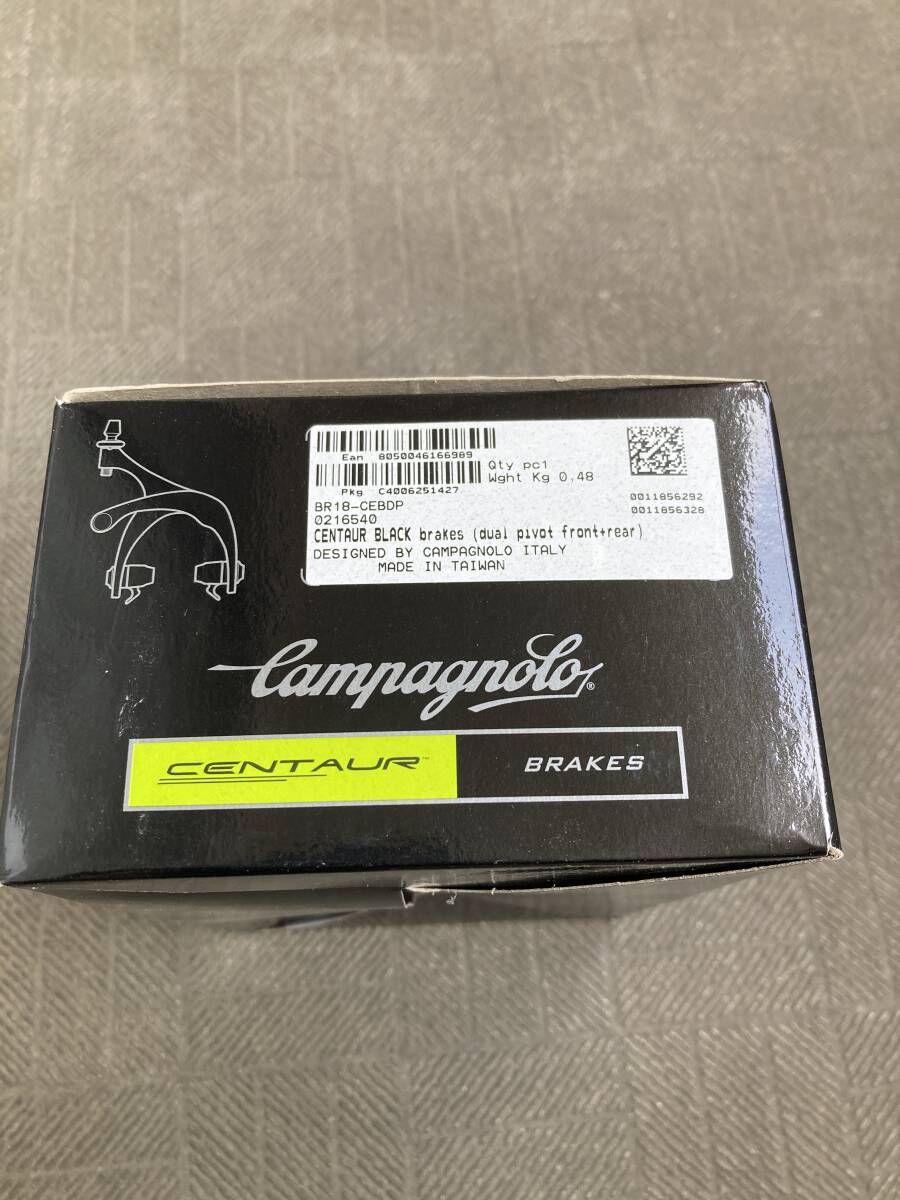 Ean 8050046166989
Qty pc1
Pkg C4006251427
Wght Kg 0.48
BR18-CEBDP
0011856292
0216540
0011856328
CENTAUR BLACK brakes (dual pivot front+rear)
DESIGNED BY CAMPAGNOLO ITALY
MADE IN TAIWAN
Campagnolo®
CENTAUR™
BRAKES